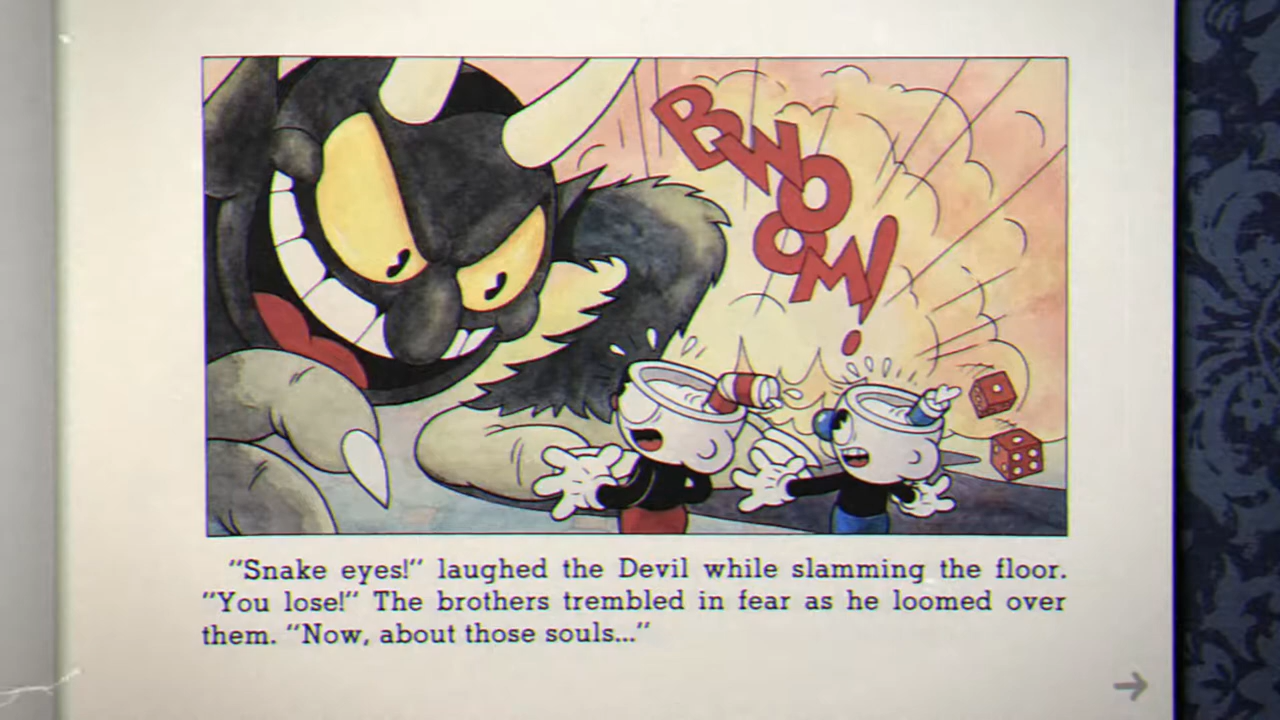 BWOOM!
"Snake eyes!" laughed the Devil while slamming the floor.
"You lose!" The brothers trembled in fear as he loomed over
them. "Now, about those souls..."